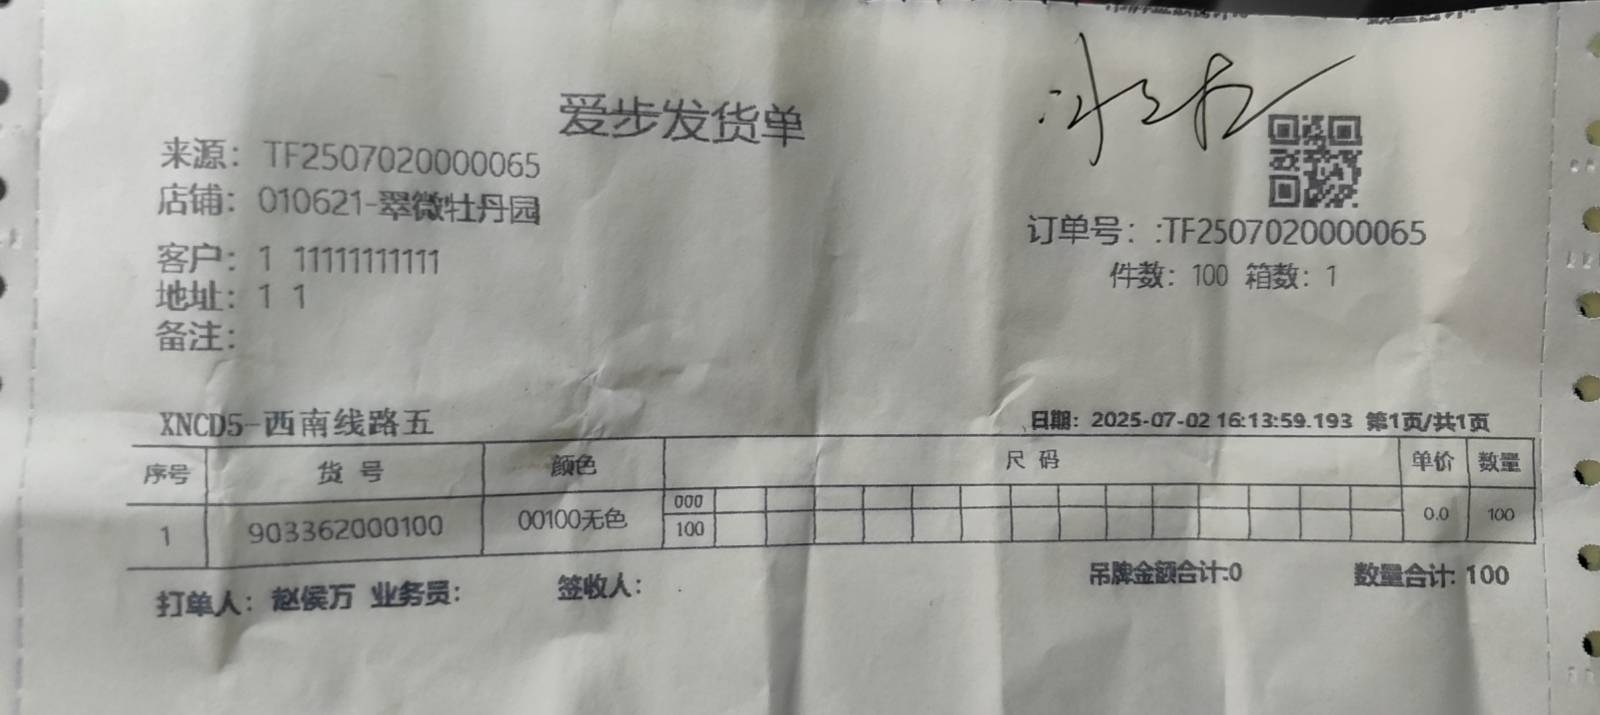 爱步发货单
来源: TF2507020000065
店铺: 010621-翠微牡丹园
客户: 1 11111111111
地址: 1 1
备注:
订单号: :TF2507020000065
件数: 100 箱数: 1
XNCD5-西南线路五
日期: 2025-07-02 16:13:59.193 第1页/共1页
序号 货 号 颜色 尺 码 单价 数量
000
1 903362000100 00100无色 100 0.0 100
吊牌金额合计:0 数量合计: 100
打单人: 赵侯万 业务员: 签收人: